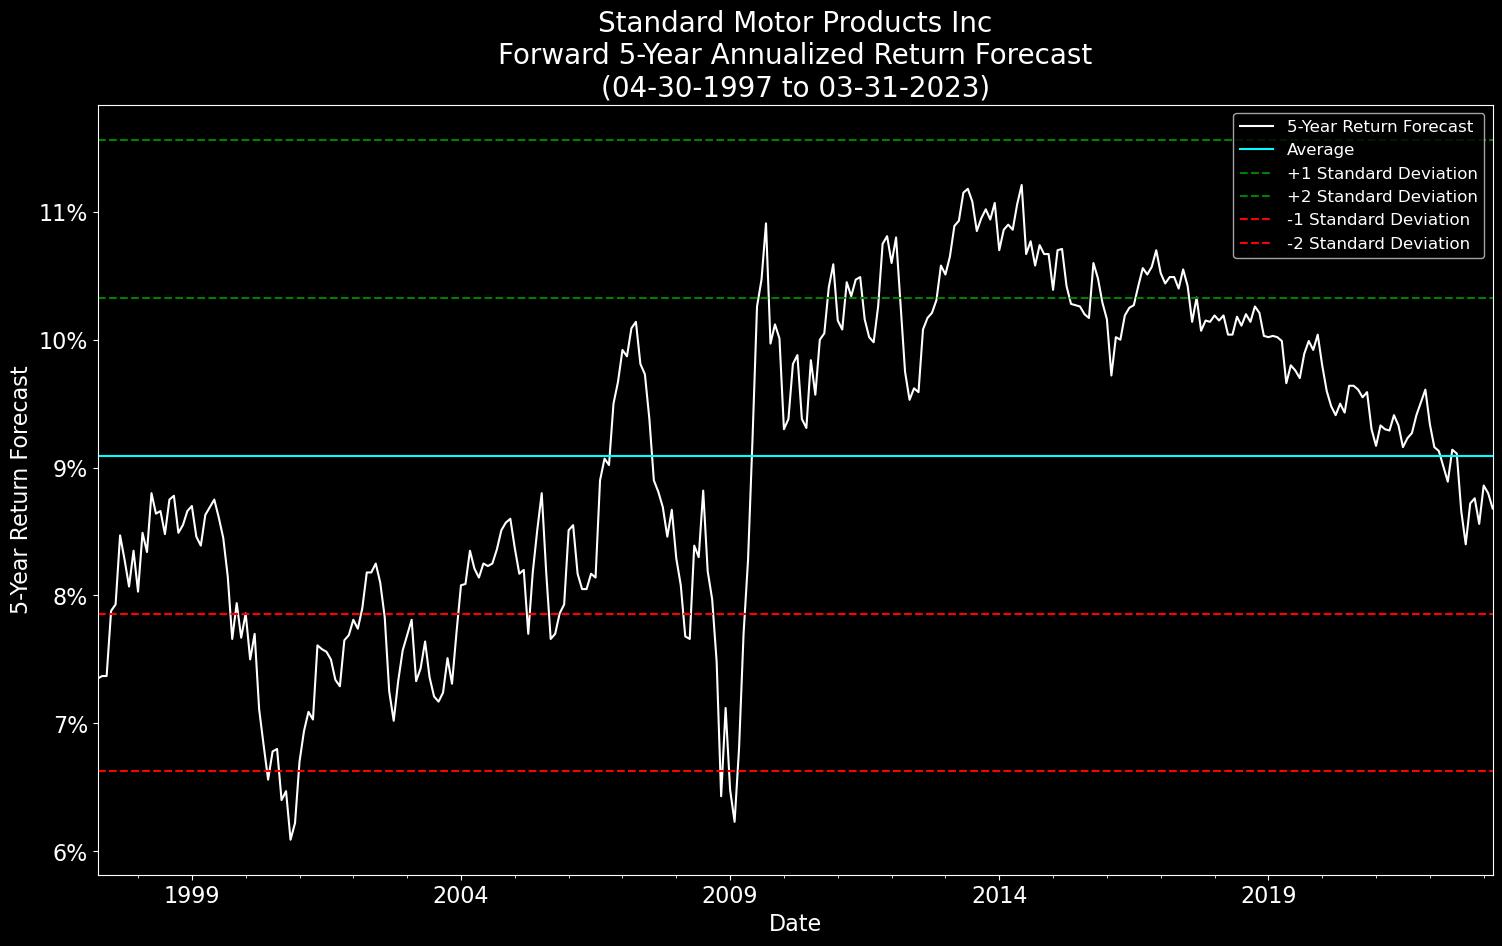 Standard Motor Products Inc
Forward 5-Year Annualized Return Forecast
(04-30-1997 to 03-31-2023)
5-Year Return Forecast
Average
+1 Standard Deviation
+2 Standard Deviation
-1 Standard Deviation
-2 Standard Deviation
5-Year Return Forecast
11%
10%
9%
8%
7%
6%
1999
2004
2009
2014
2019
Date